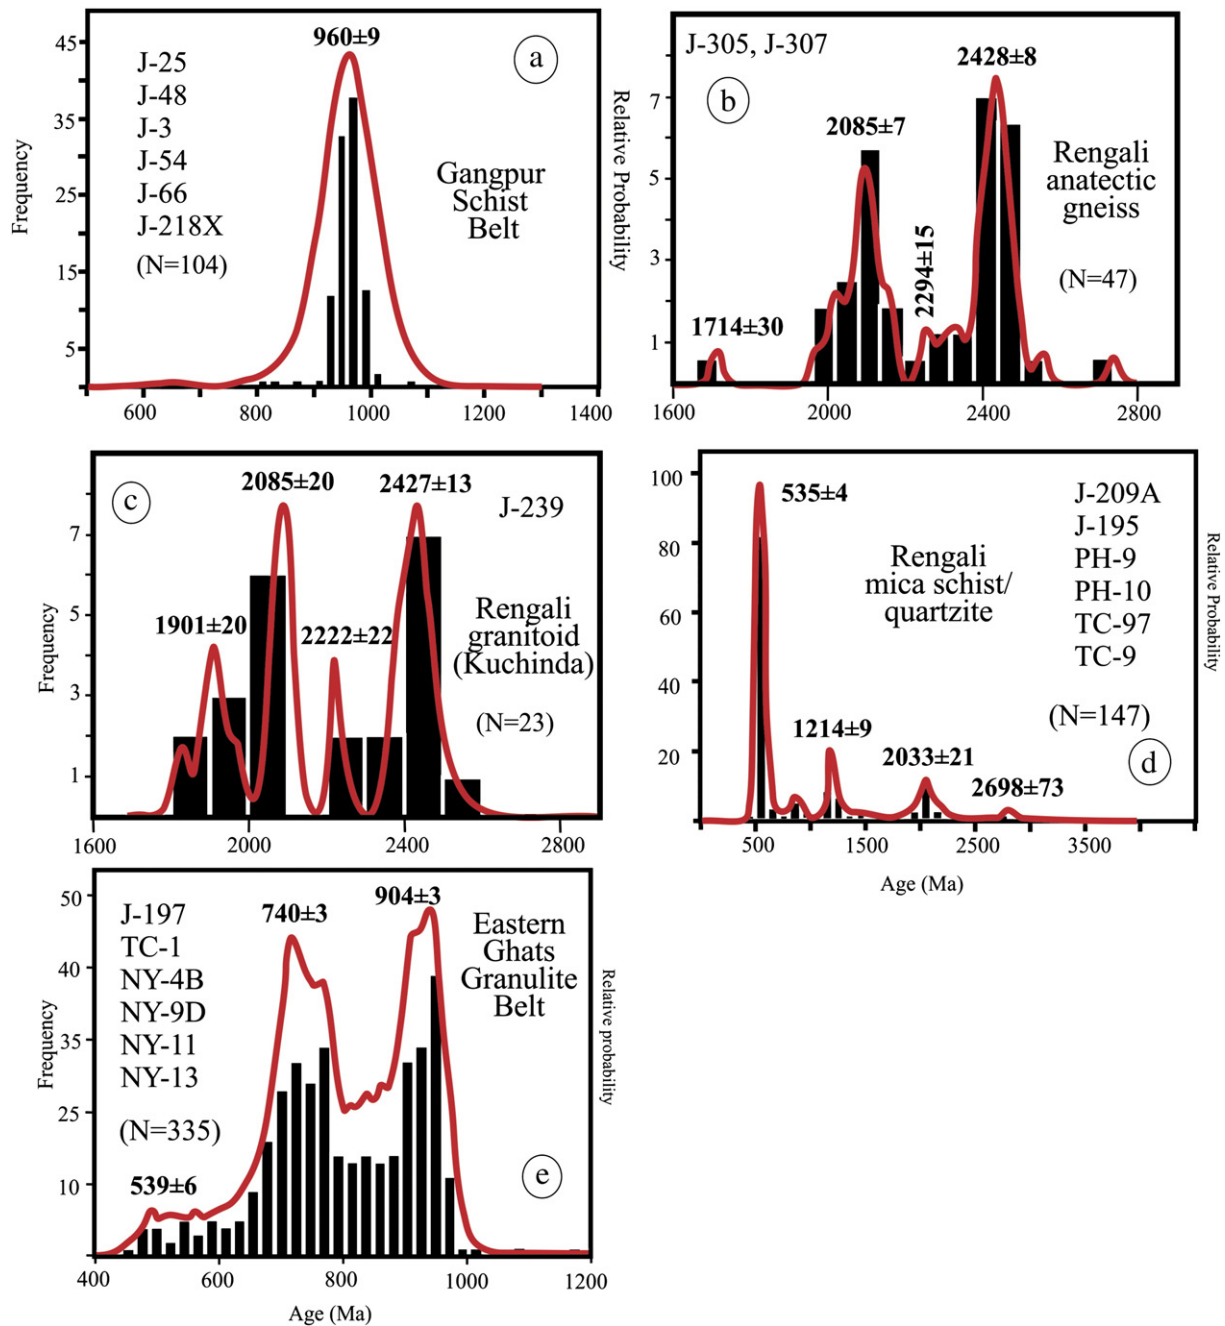 960±9
a
J-25
J-48
J-3
J-54
J-66
J-218X
(N=104)
Gangpur
Schist
Belt
Frequency
45
35
25
15
5
600
800
1000
1200
1400
J-305, J-307
b
2428±8
2085±7
2294±15
1714±30
Rengali
anatectic
gneiss
(N=47)
Relative Probability
7
5
3
1
1600
2000
2400
2800
c
2085±20
2427±13
J-239
1901±20
2222±22
Rengali
granitoid
(Kuchinda)
(N=23)
Frequency
7
5
3
1
1600
2000
2400
2800
535±4
J-209A
J-195
PH-9
PH-10
TC-97
TC-9
(N=147)
Rengali
mica schist/
quartzite
1214±9
2033±21
2698±73
d
Relative Probability
100
80
60
40
20
500
1500
2500
3500
Age (Ma)
740±3
904±3
J-197
TC-1
NY-4B
NY-9D
NY-11
NY-13
(N=335)
539±6
Eastern
Ghats
Granulite
Belt
e
Frequency
Relative probability
50
40
35
25
10
400
600
800
1000
1200
Age (Ma)